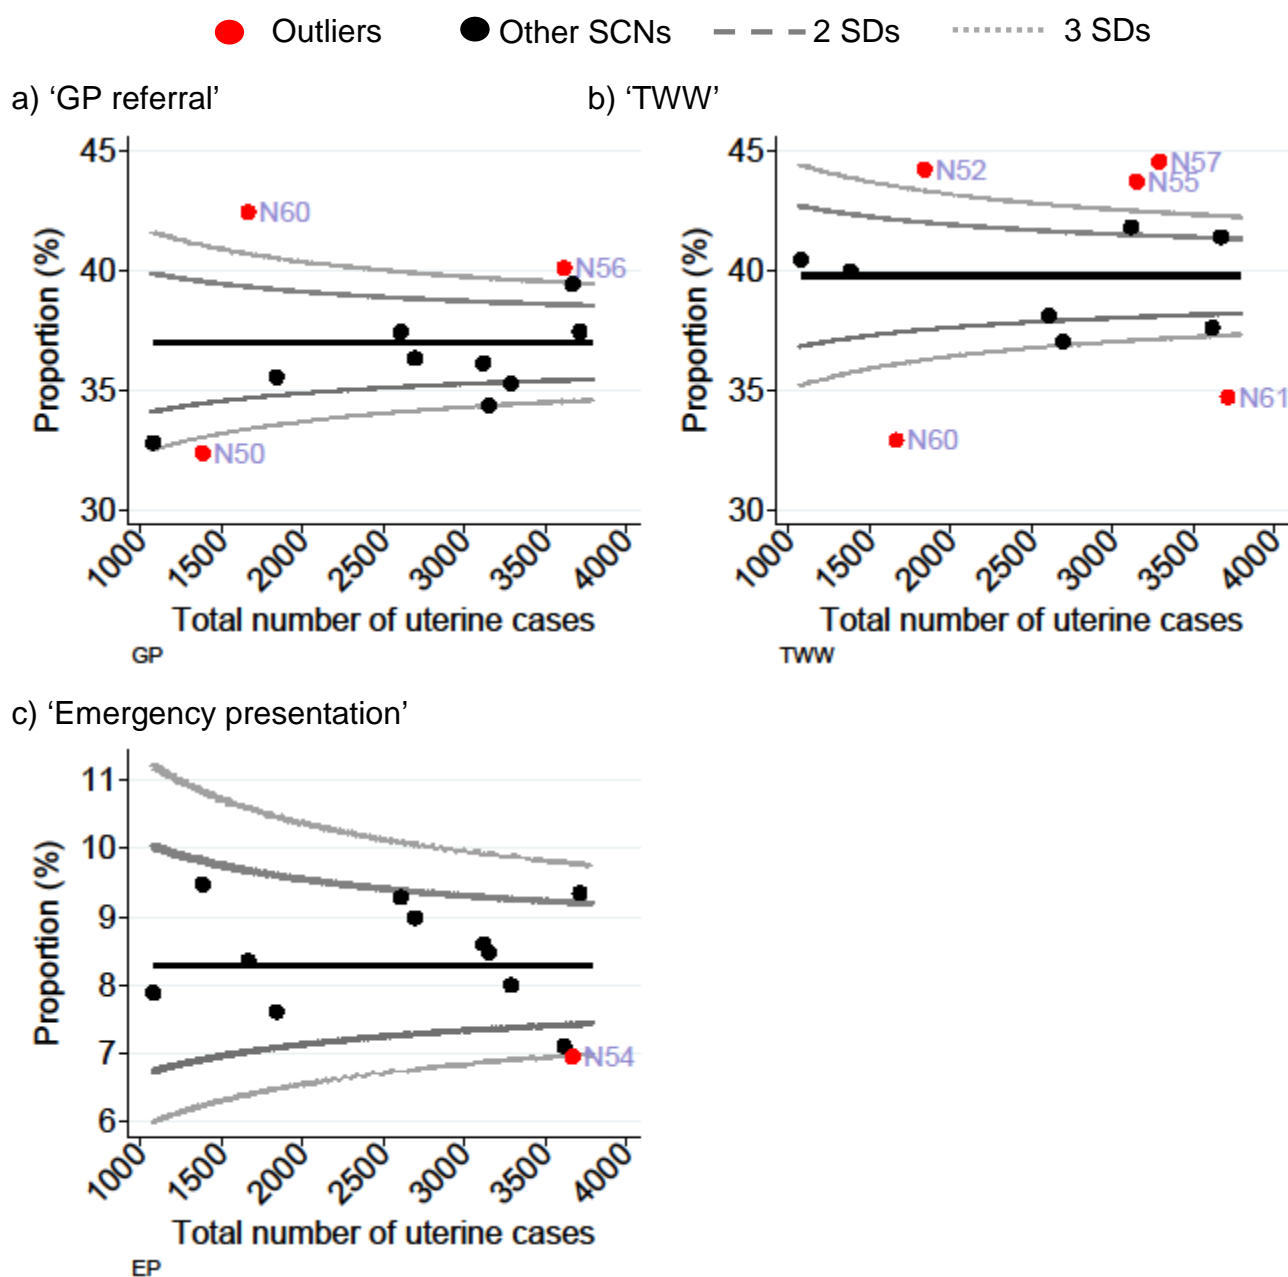 Outliers Other SCNs 2 SDs 3 SDs
a) ‘GP referral’
45
40
35
30
Proportion (%)
N60
N56
N50
1000 1500 2000 2500 3000 3500 4000
Total number of uterine cases
GP
b) ‘TWW’
45
40
35
30
Proportion (%)
N52
N57
N55
N61
N60
1000 1500 2000 2500 3000 3500 4000
Total number of uterine cases
TWW
c) ‘Emergency presentation’
11
10
9
8
7
6
Proportion (%)
N54
1000 1500 2000 2500 3000 3500 4000
Total number of uterine cases
EP